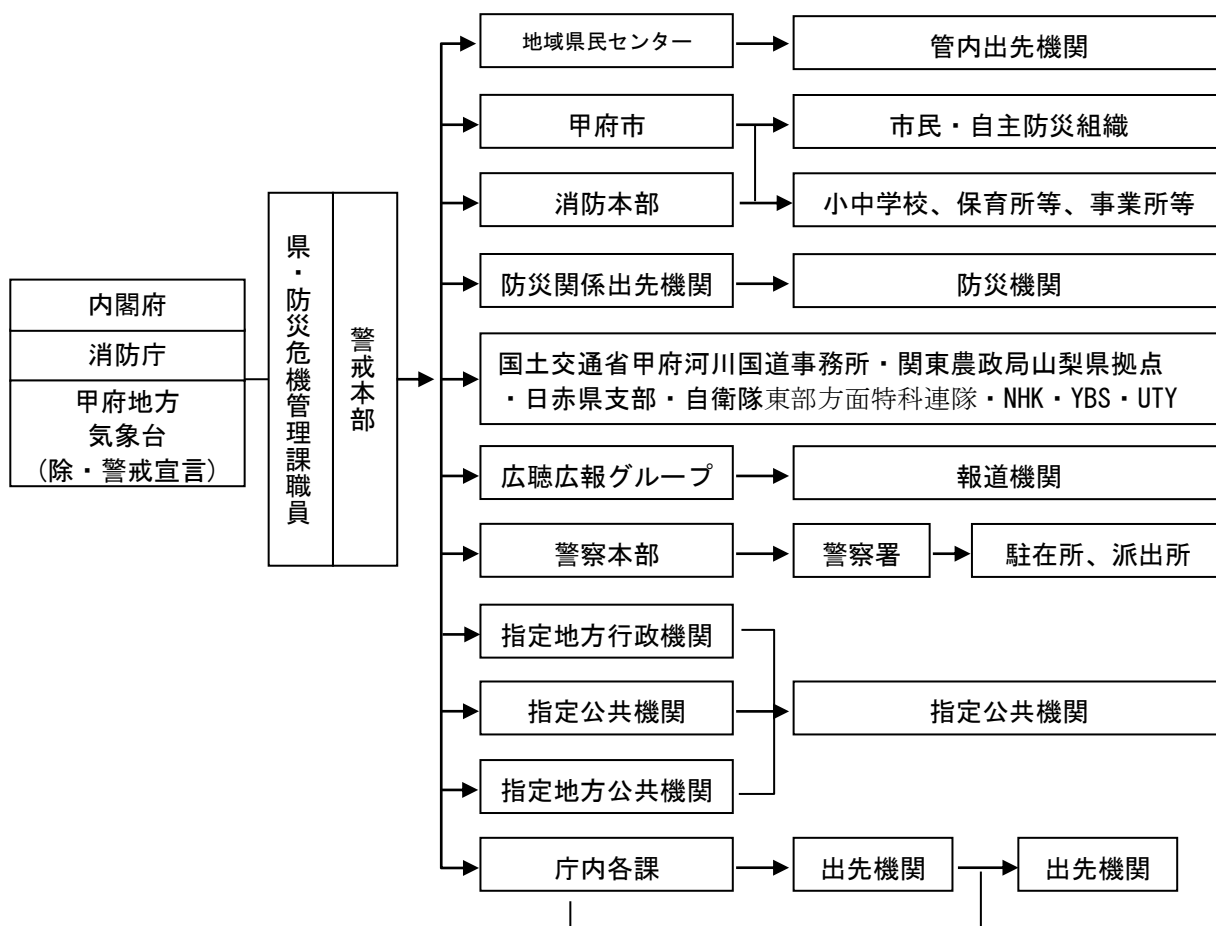 内閣府
消防庁
甲府地方
気象台
(除・警戒宣言)
県・防災危機管理課職員
警戒本部
地域県民センター
管内出先機関
甲府市
市民・自主防災組織
消防本部
小中学校、保育所等、事業所等
防災関係出先機関
防災機関
国土交通省甲府河川国道事務所・関東農政局山梨県拠点
・日赤県支部・自衛隊東部方面特科連隊・NHK・YBS・UTY
広聴広報グループ
報道機関
警察本部
警察署
駐在所、派出所
指定地方行政機関
指定公共機関
指定公共機関
指定地方公共機関
庁内各課
出先機関
出先機関